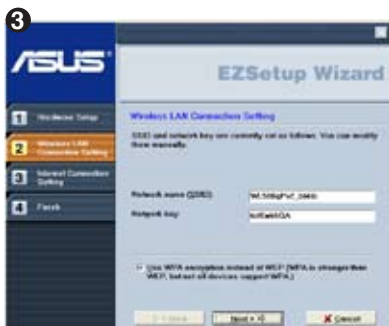 3
ASUS
EZSetup Wizard
1 Hardware Setup
2 Wireless LAN
Connection Setting
3 Internet Connection
Setting
4 Finish
Wireless LAN Connection Setting
SSID and network key are currently set as follows. You can modify
them manually.
Network name (SSID):
Network key:
Use WPA encryption instead of WEP (WPA is stronger than
WEP, but not all devices support WPA.)
Next >
Cancel